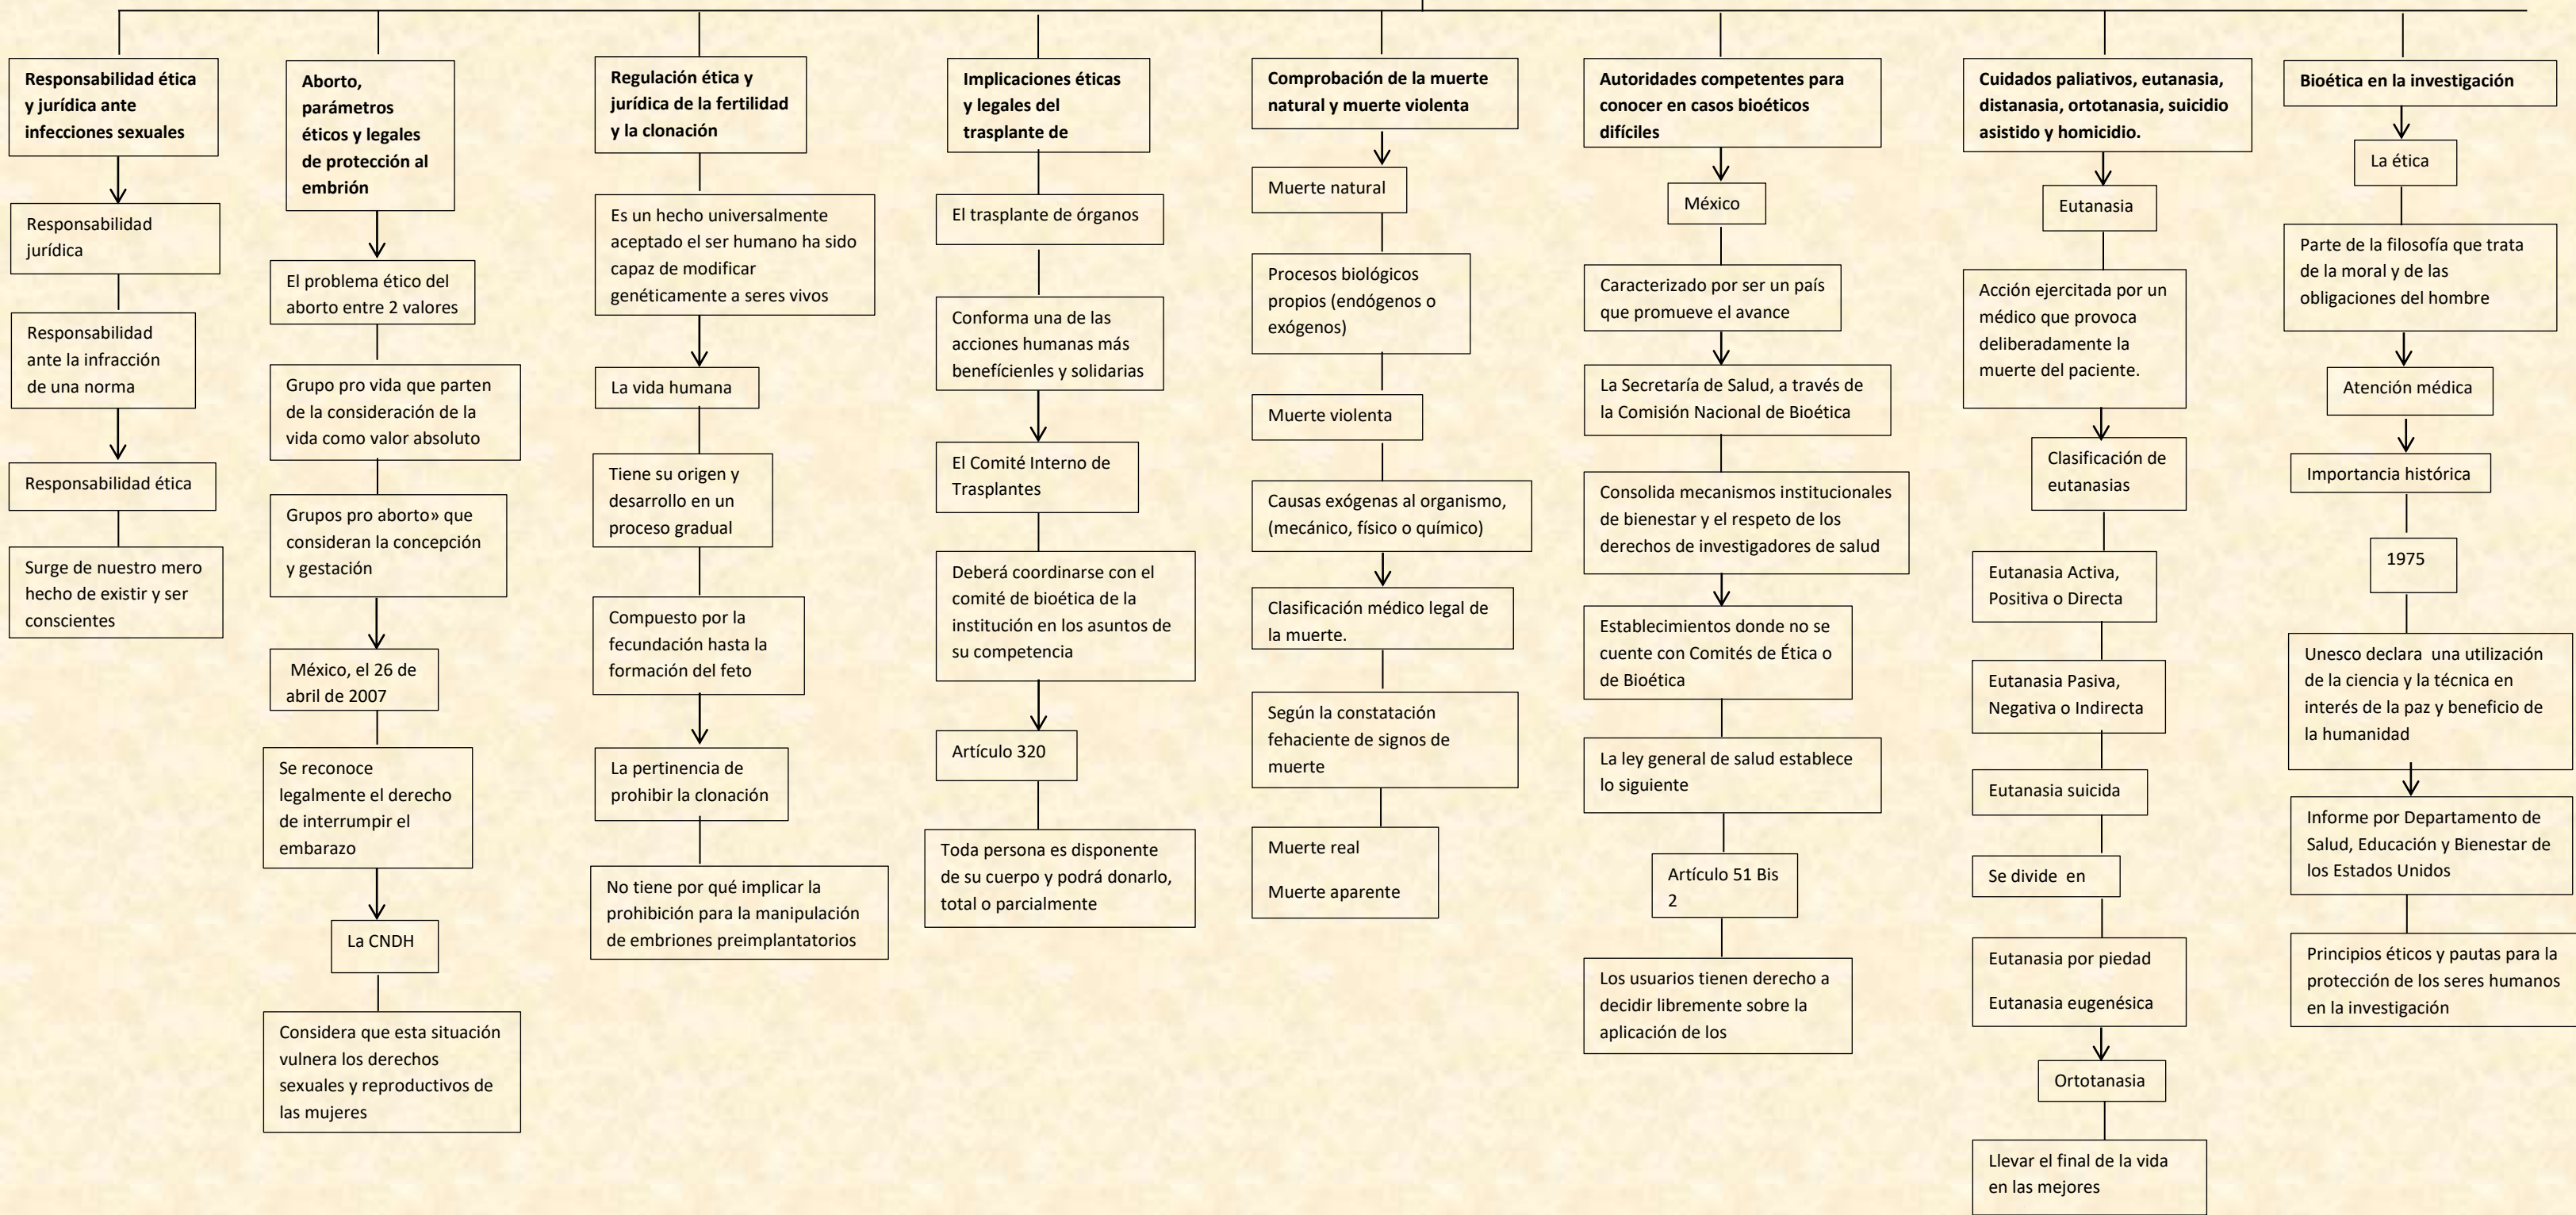 Responsabilidad ética
y jurídica ante
infecciones sexuales
Responsabilidad
jurídica
Responsabilidad
ante la infracción
de una norma
Responsabilidad ética
Surge de nuestro mero
hecho de existir y ser
conscientes
Aborto,
parámetros
éticos y legales
de protección al
embrión
El problema ético del
aborto entre 2 valores
Grupo pro vida que parten
de la consideración de la
vida como valor absoluto
Grupos pro aborto» que
consideran la concepción
y gestación
México, el 26 de
abril de 2007
Se reconoce
legalmente el derecho
de interrumpir el
embarazo
La CNDH
Considera que esta situación
vulnera los derechos
sexuales y reproductivos de
las mujeres
Regulación ética y
jurídica de la fertilidad
y la clonación
Es un hecho universalmente
aceptado el ser humano ha sido
capaz de modificar
genéticamente a seres vivos
La vida humana
Tiene su origen y
desarrollo en un
proceso gradual
Compuesto por la
fecundación hasta la
formación del feto
La pertinencia de
prohibir la clonación
No tiene por qué implicar la
prohibición para la manipulación
de embriones preimplantatorios
Implicaciones éticas
y legales del
trasplante de
El trasplante de órganos
Conforma una de las
acciones humanas más
benefícienles y solidarias
El Comité Interno de
Trasplantes
Deberá coordinarse con el
comité de bioética de la
institución en los asuntos de
su competencia
Artículo 320
Toda persona es disponente
de su cuerpo y podrá donarlo,
total o parcialmente
Comprobación de la muerte
natural y muerte violenta
Muerte natural
Procesos biológicos
propios (endógenos o
exógenos)
Muerte violenta
Causas exógenas al organismo,
(mecánico, físico o químico)
Clasificación médico legal de
la muerte.
Según la constatación
fehaciente de signos de
muerte
Muerte real
Muerte aparente
Autoridades competentes para
conocer en casos bioéticos
difíciles
México
Caracterizado por ser un país
que promueve el avance
La Secretaría de Salud, a través de
la Comisión Nacional de Bioética
Consolida mecanismos institucionales
de bienestar y el respeto de los
derechos de investigadores de salud
Establecimientos donde no se
cuente con Comités de Ética o
de Bioética
La ley general de salud establece
lo siguiente
Artículo 51 Bis
2
Los usuarios tienen derecho a
decidir libremente sobre la
aplicación de los
Cuidados paliativos, eutanasia,
distanasia, ortotanasia, suicidio
asistido y homicidio.
Eutanasia
Acción ejercitada por un
médico que provoca
deliberadamente la
muerte del paciente.
Clasificación de
eutanasias
Eutanasia Activa,
Positiva o Directa
Eutanasia Pasiva,
Negativa o Indirecta
Eutanasia suicida
Se divide en
Eutanasia por piedad
Eutanasia eugenésica
Ortotanasia
Llevar el final de la vida
en las mejores
Bioética en la investigación
La ética
Parte de la filosofía que trata
de la moral y de las
obligaciones del hombre
Atención médica
Importancia histórica
1975
Unesco declara una utilización
de la ciencia y la técnica en
interés de la paz y beneficio de
la humanidad
Informe por Departamento de
Salud, Educación y Bienestar de
los Estados Unidos
Principios éticos y pautas para la
protección de los seres humanos
en la investigación